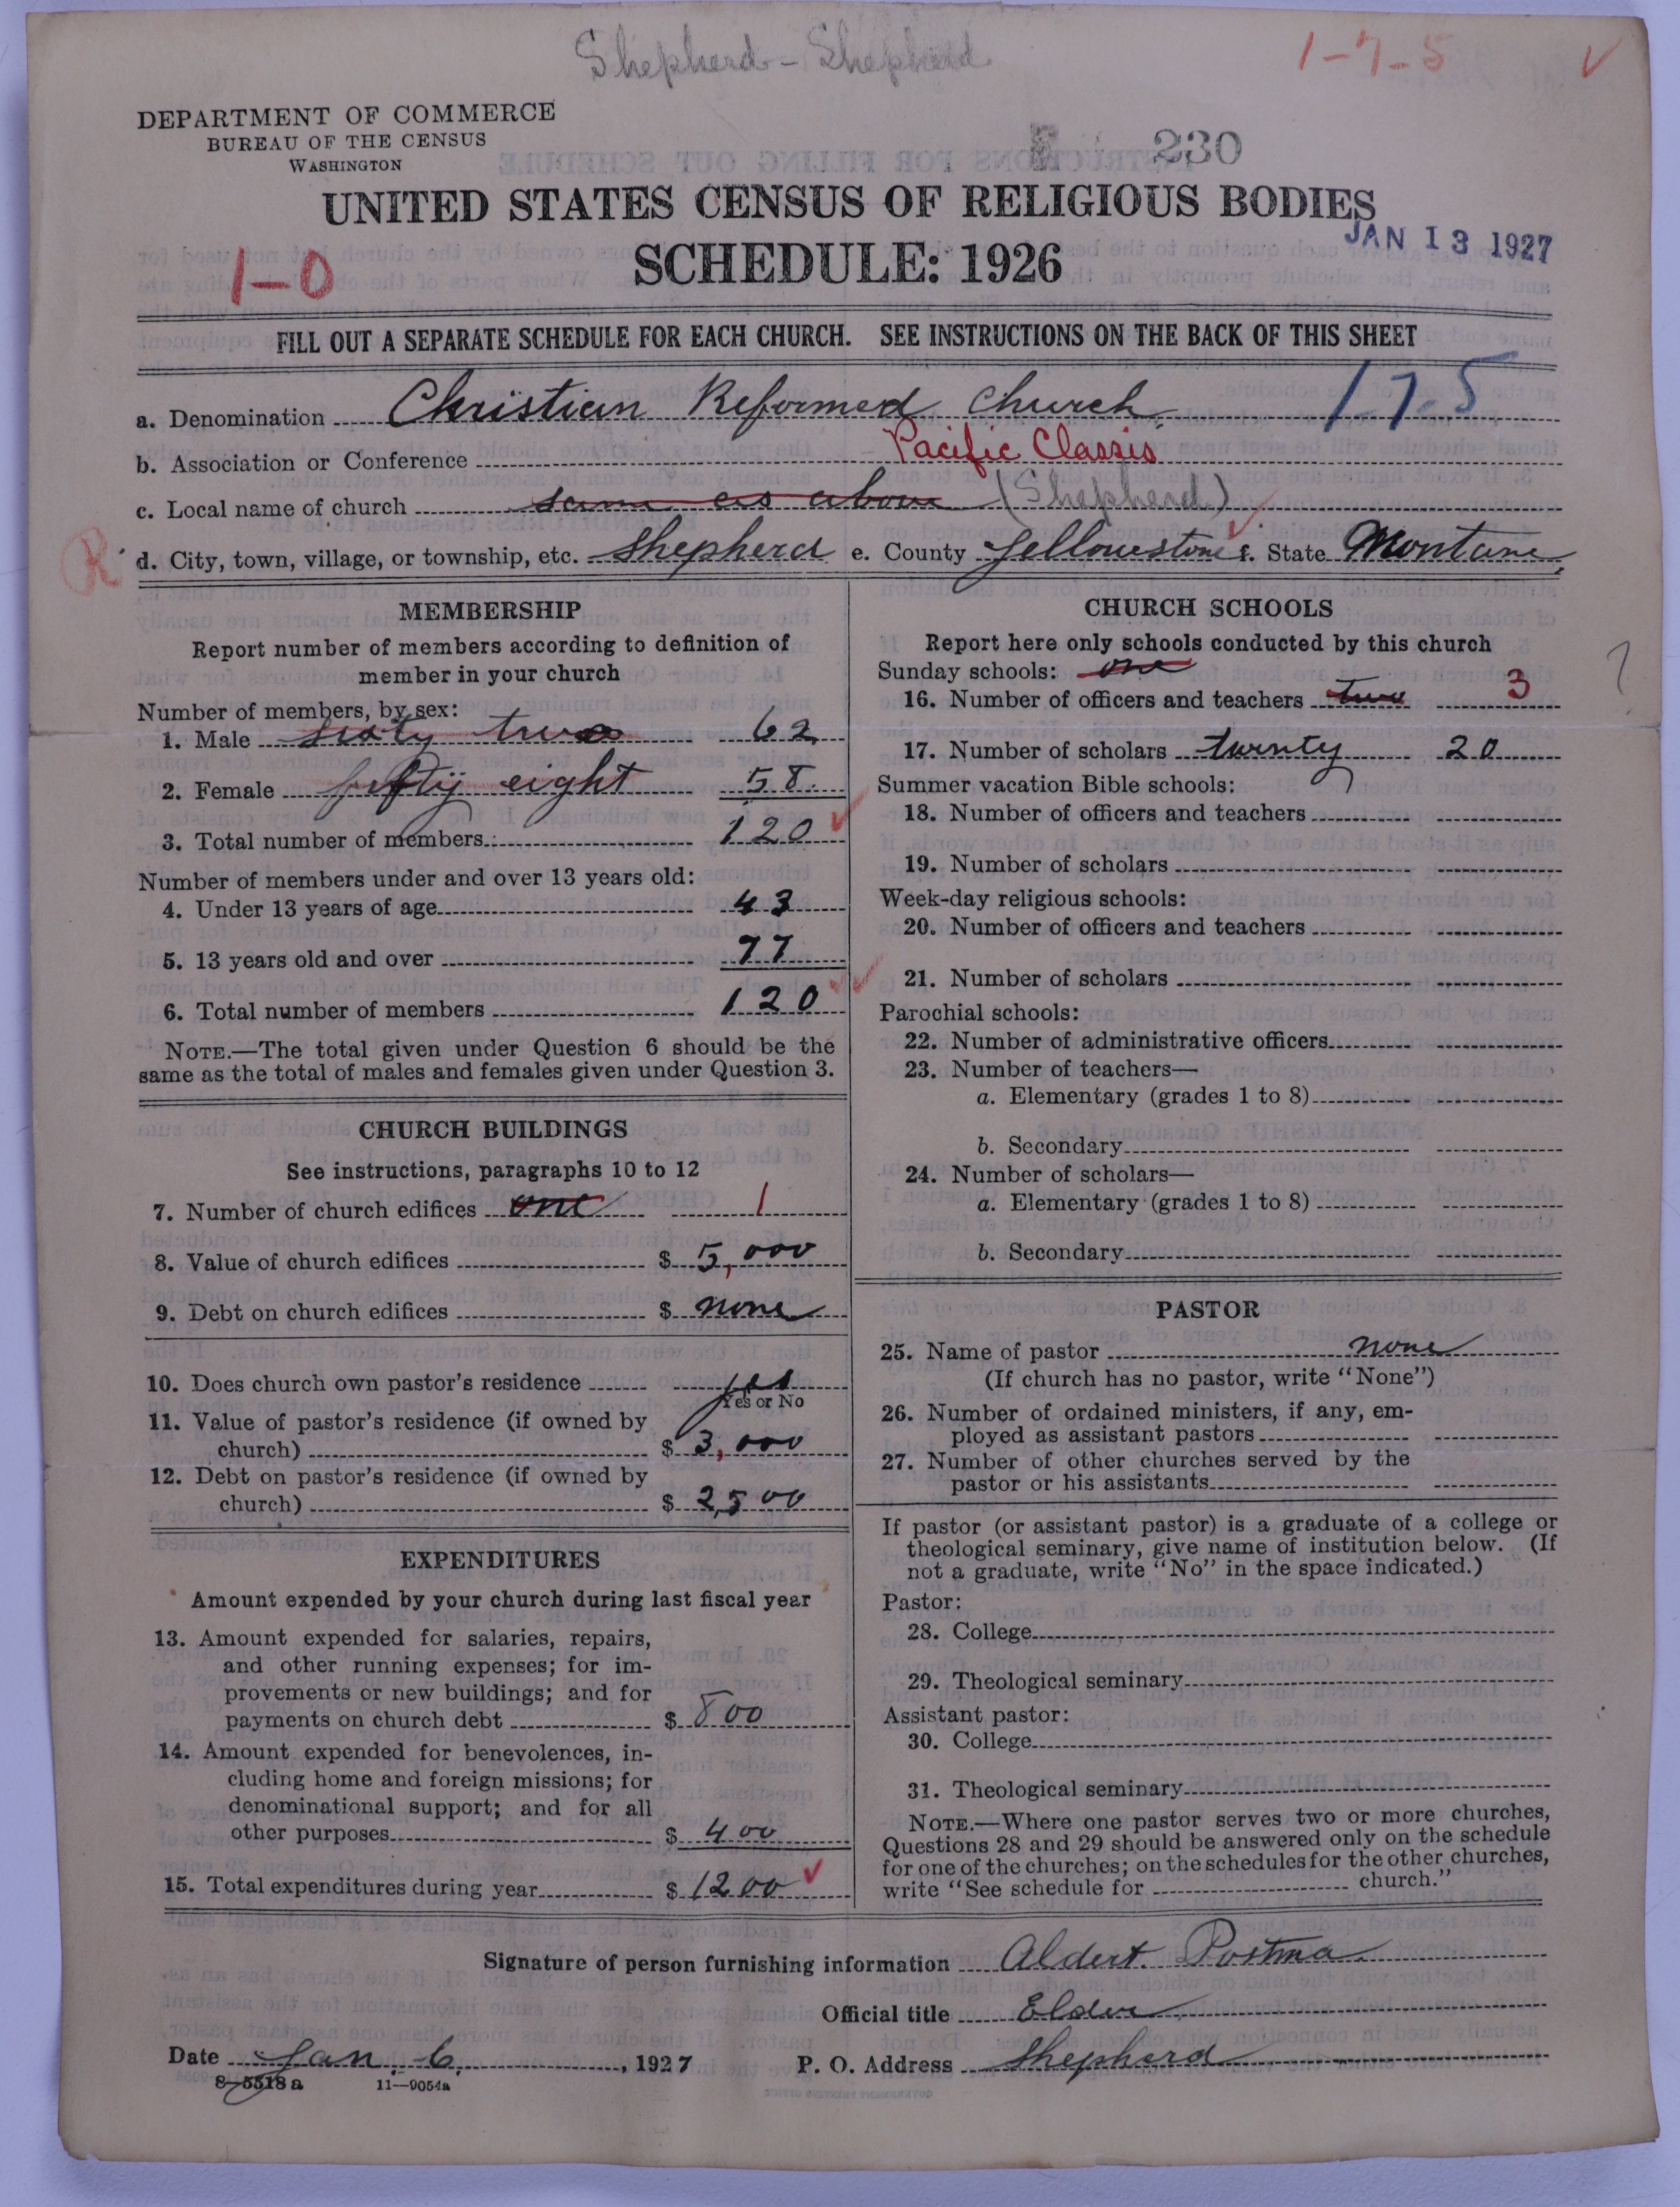 Shepherd - Shepherd
1-7-5
DEPARTMENT OF COMMERCE
BUREAU OF THE CENSUS
WASHINGTON
230
UNITED STATES CENSUS OF RELIGIOUS BODIES
SCHEDULE: 1926
JAN 13 1927
1-0
FILL OUT A SEPARATE SCHEDULE FOR EACH CHURCH. SEE INSTRUCTIONS ON THE BACK OF THIS SHEET
a. Denomination Christian Reformed Church 1-7-5
b. Association or Conference Pacific Classis
c. Local name of church same as above (Shepherd)
R d. City, town, village, or township, etc. Shepherd e. County Yellowstone f. State Montana
MEMBERSHIP
Report number of members according to definition of
member in your church
Number of members, by sex:
1. Male sixty two 62
2. Female fifty eight 58
3. Total number of members 120
Number of members under and over 13 years old:
4. Under 13 years of age 43
5. 13 years old and over 77
6. Total number of members 120
NOTE.—The total given under Question 6 should be the
same as the total of males and females given under Question 3.
CHURCH BUILDINGS
See instructions, paragraphs 10 to 12
7. Number of church edifices one 1
8. Value of church edifices $ 5,000
9. Debt on church edifices $ none
10. Does church own pastor's residence yes
Yes or No
11. Value of pastor's residence (if owned by
church) $ 3,000
12. Debt on pastor's residence (if owned by
church) $ 2,500
EXPENDITURES
Amount expended by your church during last fiscal year
13. Amount expended for salaries, repairs,
and other running expenses; for im-
provements or new buildings; and for
payments on church debt $ 800
14. Amount expended for benevolences, in-
cluding home and foreign missions; for
denominational support; and for all
other purposes $ 400
15. Total expenditures during year $ 1200
CHURCH SCHOOLS
Report here only schools conducted by this church
Sunday schools: one
16. Number of officers and teachers two 3
?
17. Number of scholars twenty 20
Summer vacation Bible schools:
18. Number of officers and teachers
19. Number of scholars
Week-day religious schools:
20. Number of officers and teachers
21. Number of scholars
Parochial schools:
22. Number of administrative officers
23. Number of teachers—
a. Elementary (grades 1 to 8)
b. Secondary
24. Number of scholars—
a. Elementary (grades 1 to 8)
b. Secondary
PASTOR
25. Name of pastor none
(If church has no pastor, write "None")
26. Number of ordained ministers, if any, em-
ployed as assistant pastors
27. Number of other churches served by the
pastor or his assistants
If pastor (or assistant pastor) is a graduate of a college or
theological seminary, give name of institution below. (If
not a graduate, write "No" in the space indicated.)
Pastor:
28. College
29. Theological seminary
Assistant pastor:
30. College
31. Theological seminary
NOTE.—Where one pastor serves two or more churches,
Questions 28 and 29 should be answered only on the schedule
for one of the churches; on the schedules for the other churches,
write "See schedule for church."
Signature of person furnishing information Aldert Postma
Official title Elder
Date Jan. 6, 1927 P. O. Address Shepherd
8-5518a 11—9054a